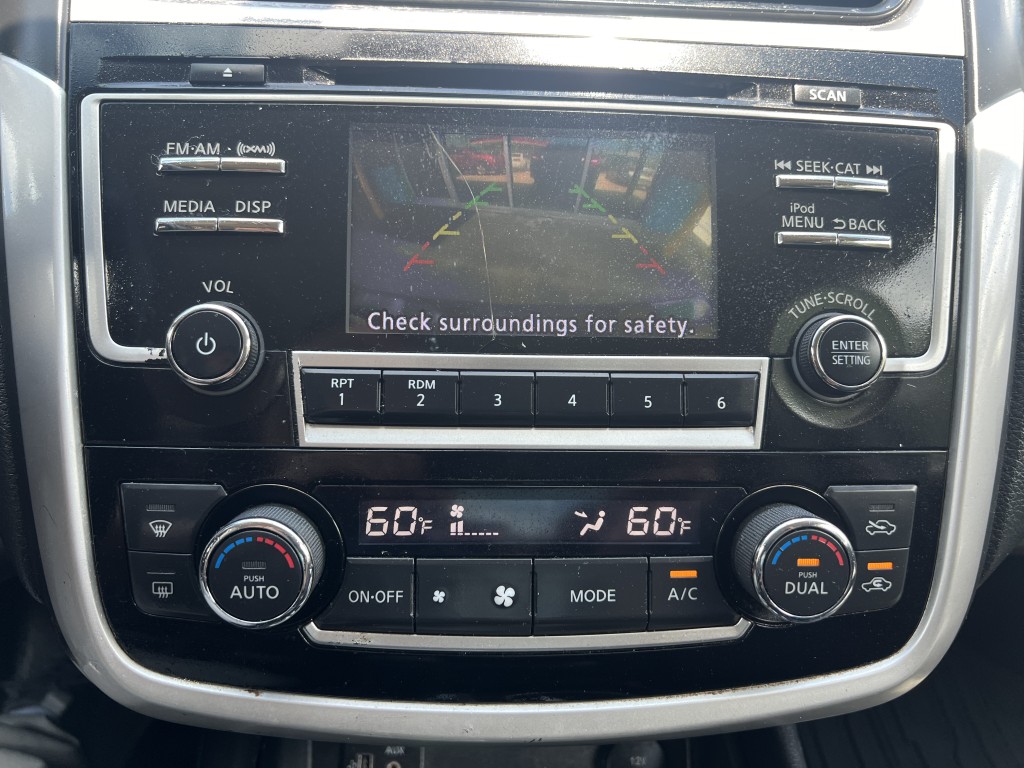 SCAN
FM·AM · ((XM))
SEEK·CAT
MEDIA DISP
iPod
MENU BACK
VOL
TUNE·SCROLL
ENTER
SETTING
Check surroundings for safety.
RPT
1
RDM
2
3
4
5
6
60°F
60°F
PUSH
AUTO
ON·OFF
MODE
A/C
PUSH
DUAL